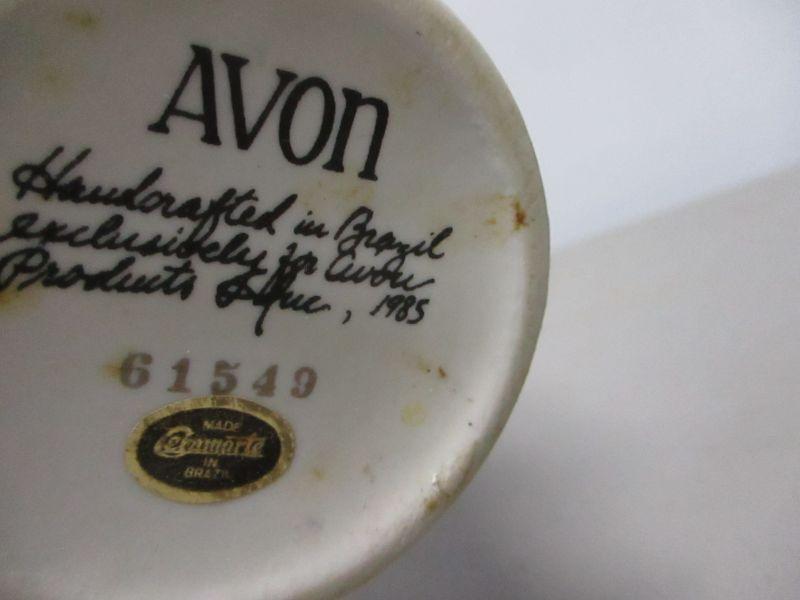 AVON
Handcrafted in Brazil
exclusively for Avon
Products Inc., 1985
61549
MADE
Ceramarte
IN
BRAZIL